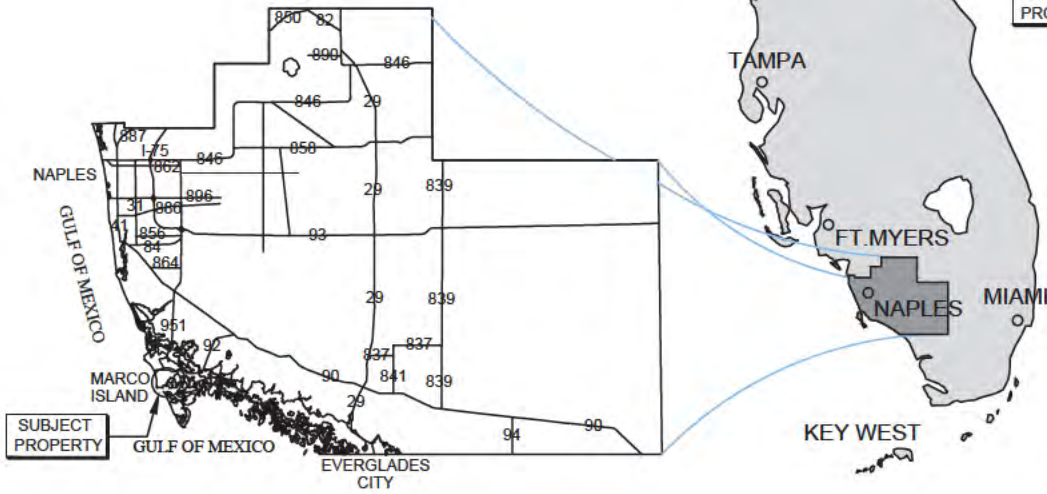 850
82
890
846
846
29
887
I-75
862
846
858
NAPLES
896
31
886
29
839
41
856
84
93
864
GULF OF MEXICO
29
839
951
92
837
837
90
841
839
MARCO
ISLAND
29
SUBJECT
PROPERTY
GULF OF MEXICO
94
90
EVERGLADES
CITY
TAMPA
FT.MYERS
NAPLES
MIAMI
KEY WEST